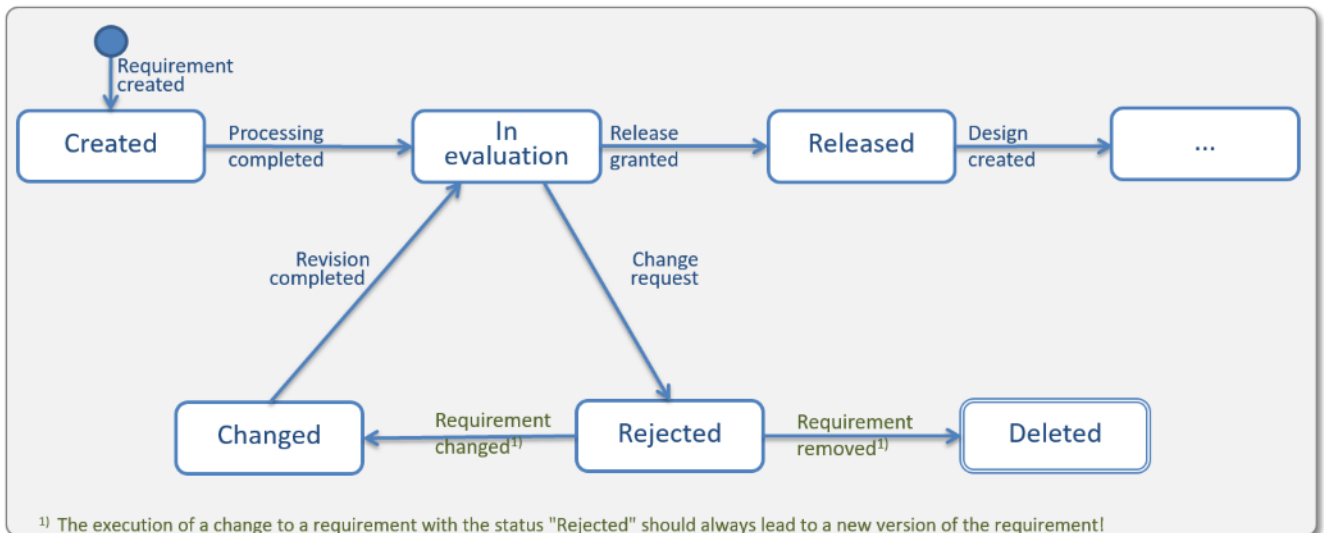 Requirement
created
Created
Processing
completed
In
evaluation
Release
granted
Released
Design
created
...
Revision
completed
Change
request
Changed
Requirement
changed1)
Rejected
Requirement
removed1)
Deleted
1) The execution of a change to a requirement with the status "Rejected" should always lead to a new version of the requirement!